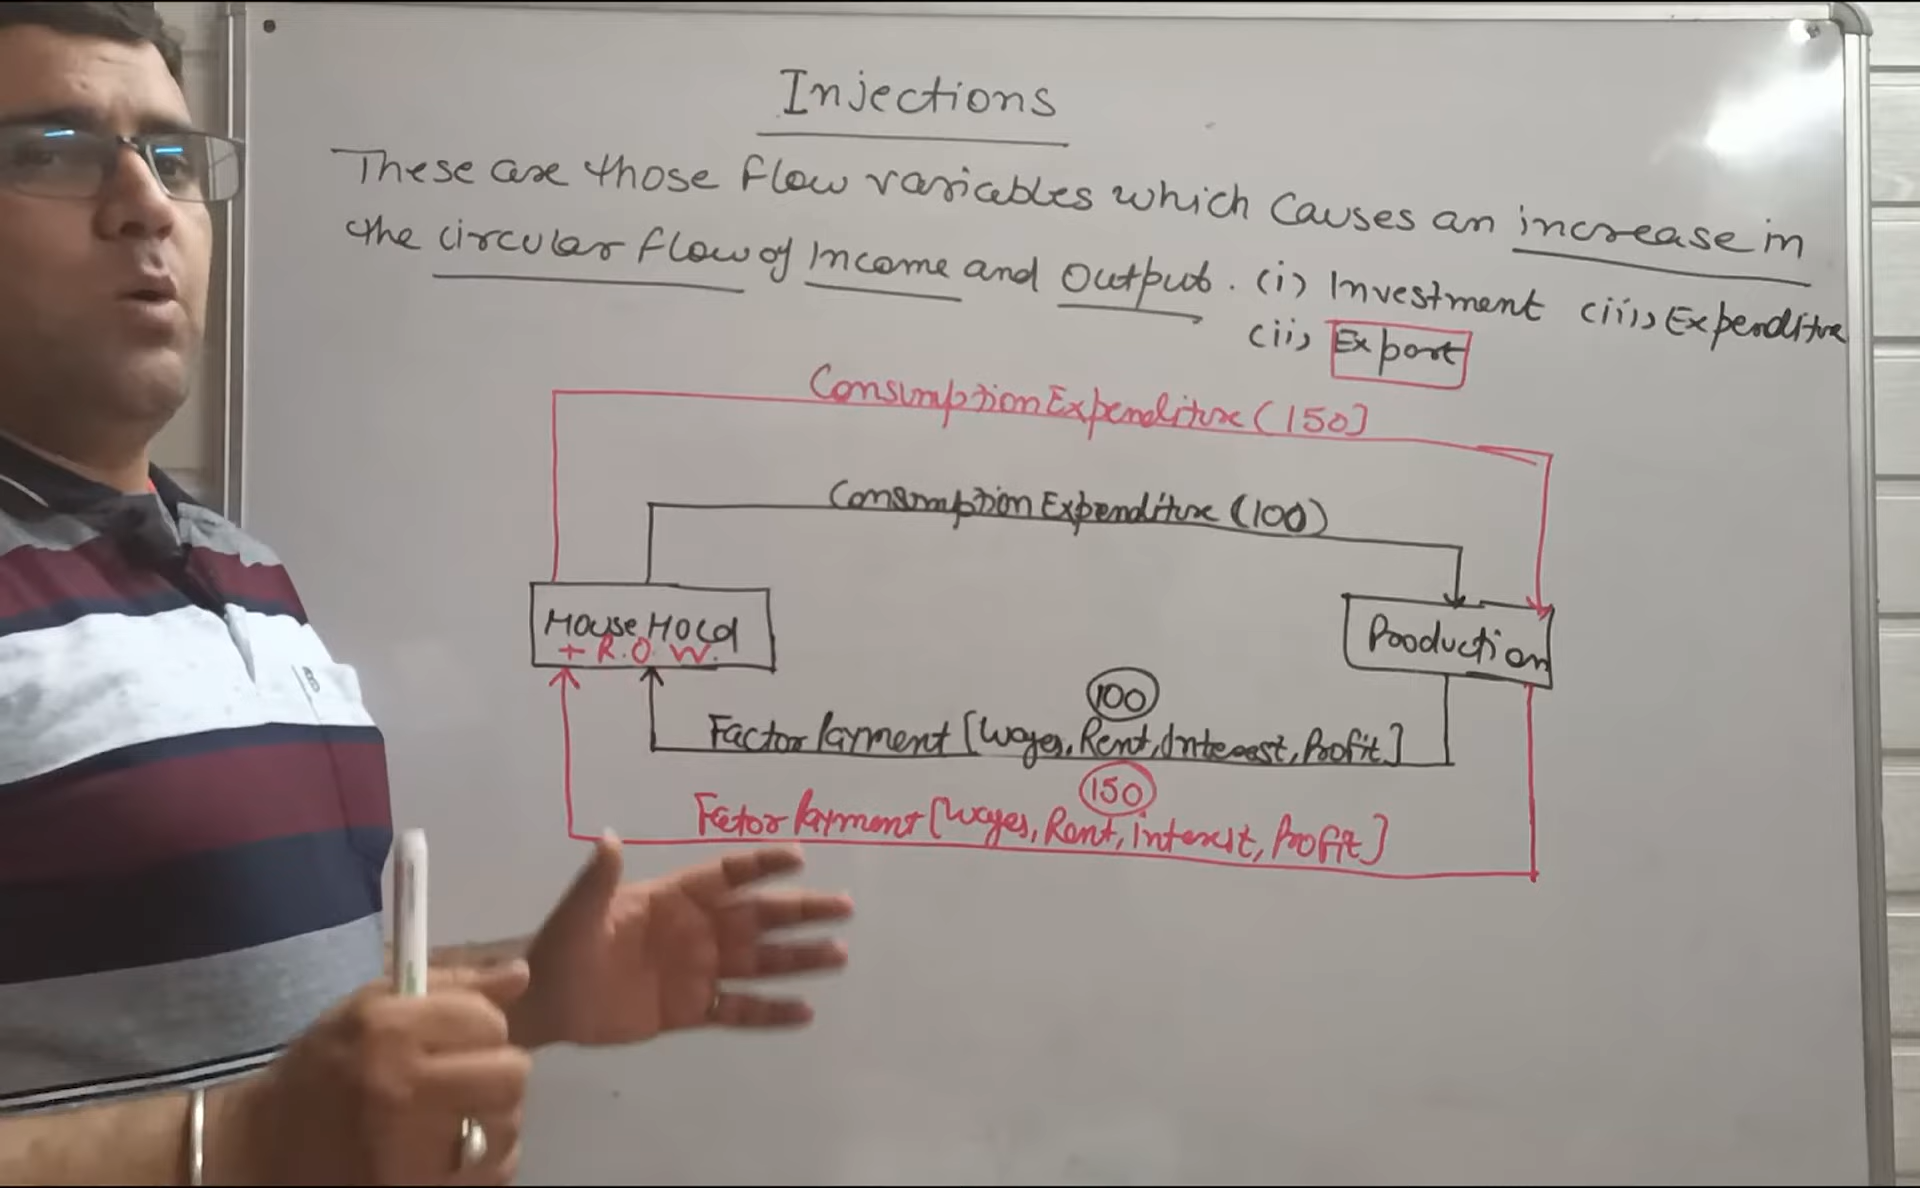 Injections
These are those flow variables which causes an increase in
the circular flow of Income and Output. (i) Investment (iii) Expenditure
(ii) Export
Consumption Expenditure (150)
Consumption Expenditure (100)
House Hold
+ R.O.W.
Production
100
Factor Payment [Wages, Rent, Interest, Profit]
150
Factor Payment [Wages, Rent, Interest, Profit]